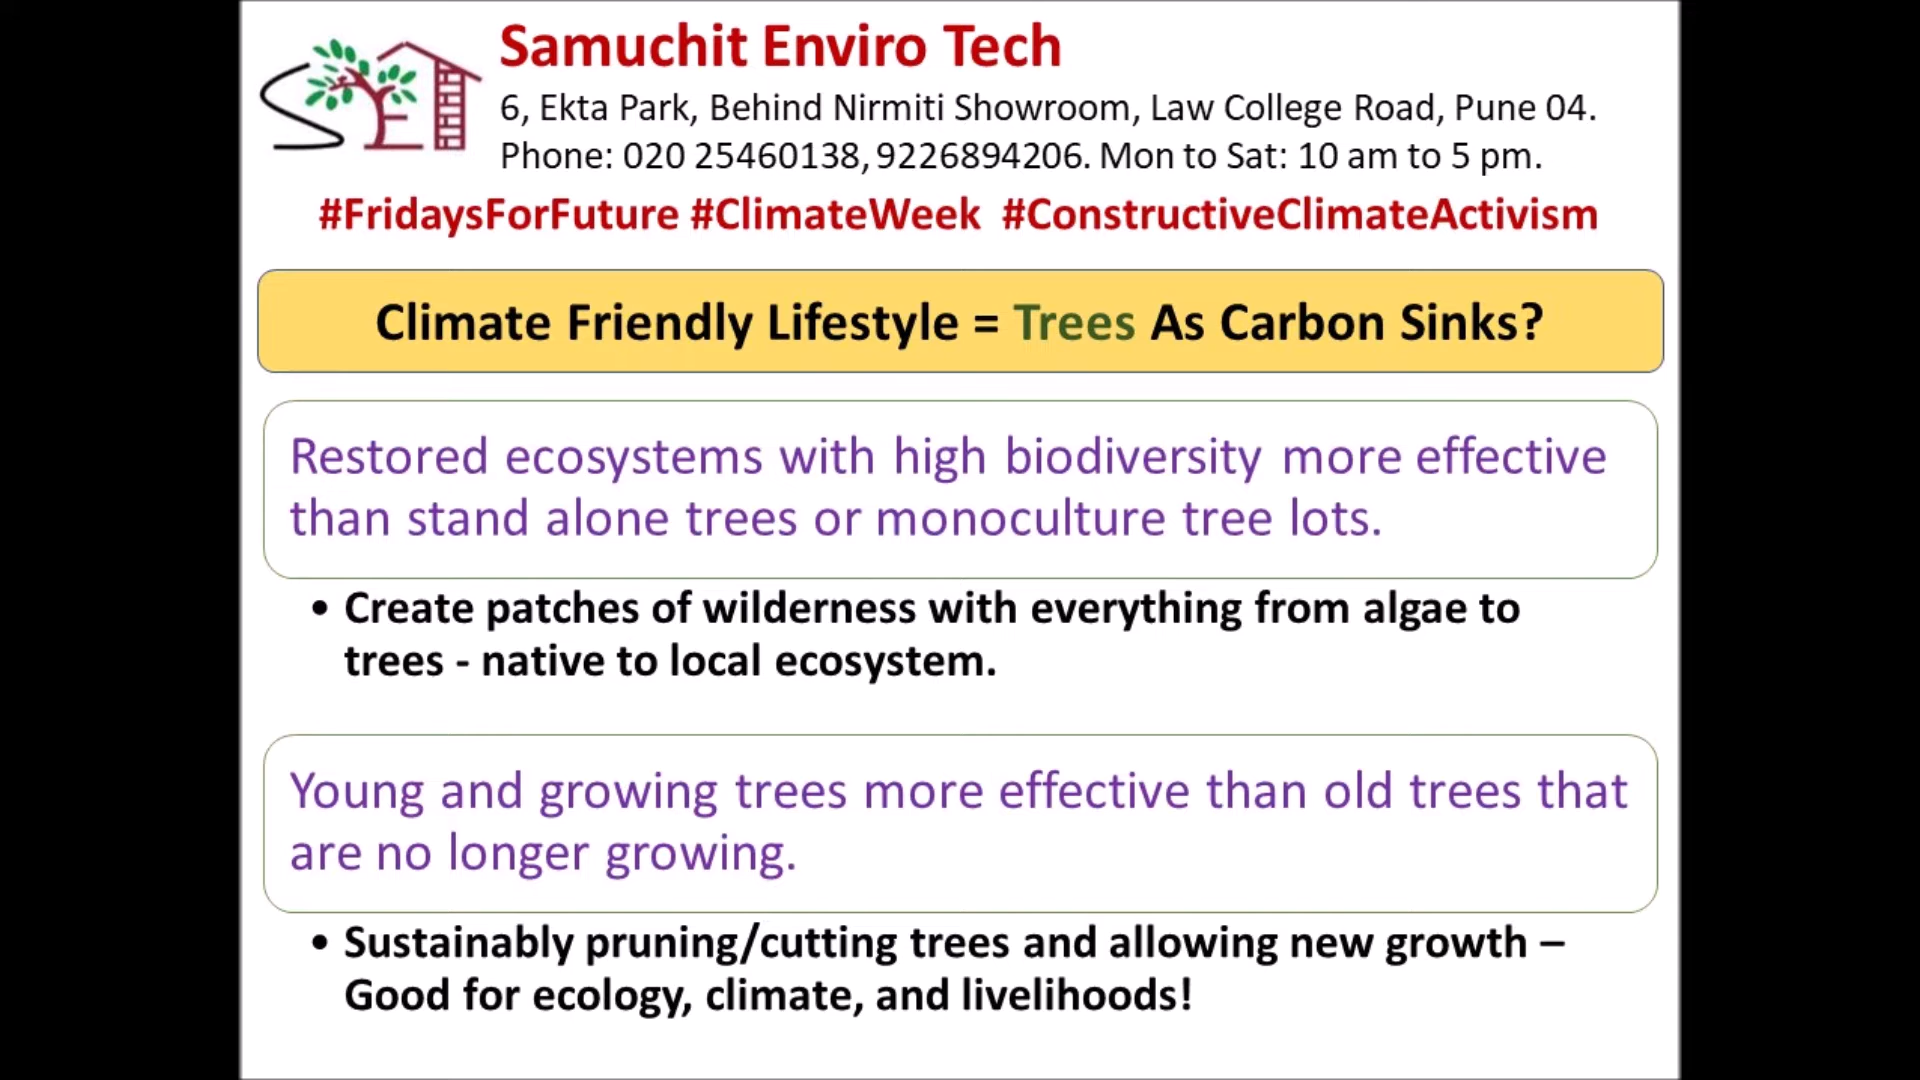 Samuchit Enviro Tech
6, Ekta Park, Behind Nirmiti Showroom, Law College Road, Pune 04.
Phone: 020 25460138, 9226894206. Mon to Sat: 10 am to 5 pm.
#FridaysForFuture #ClimateWeek #ConstructiveClimateActivism
Climate Friendly Lifestyle = Trees As Carbon Sinks?
Restored ecosystems with high biodiversity more effective
than stand alone trees or monoculture tree lots.
• Create patches of wilderness with everything from algae to
trees - native to local ecosystem.
Young and growing trees more effective than old trees that
are no longer growing.
• Sustainably pruning/cutting trees and allowing new growth –
Good for ecology, climate, and livelihoods!